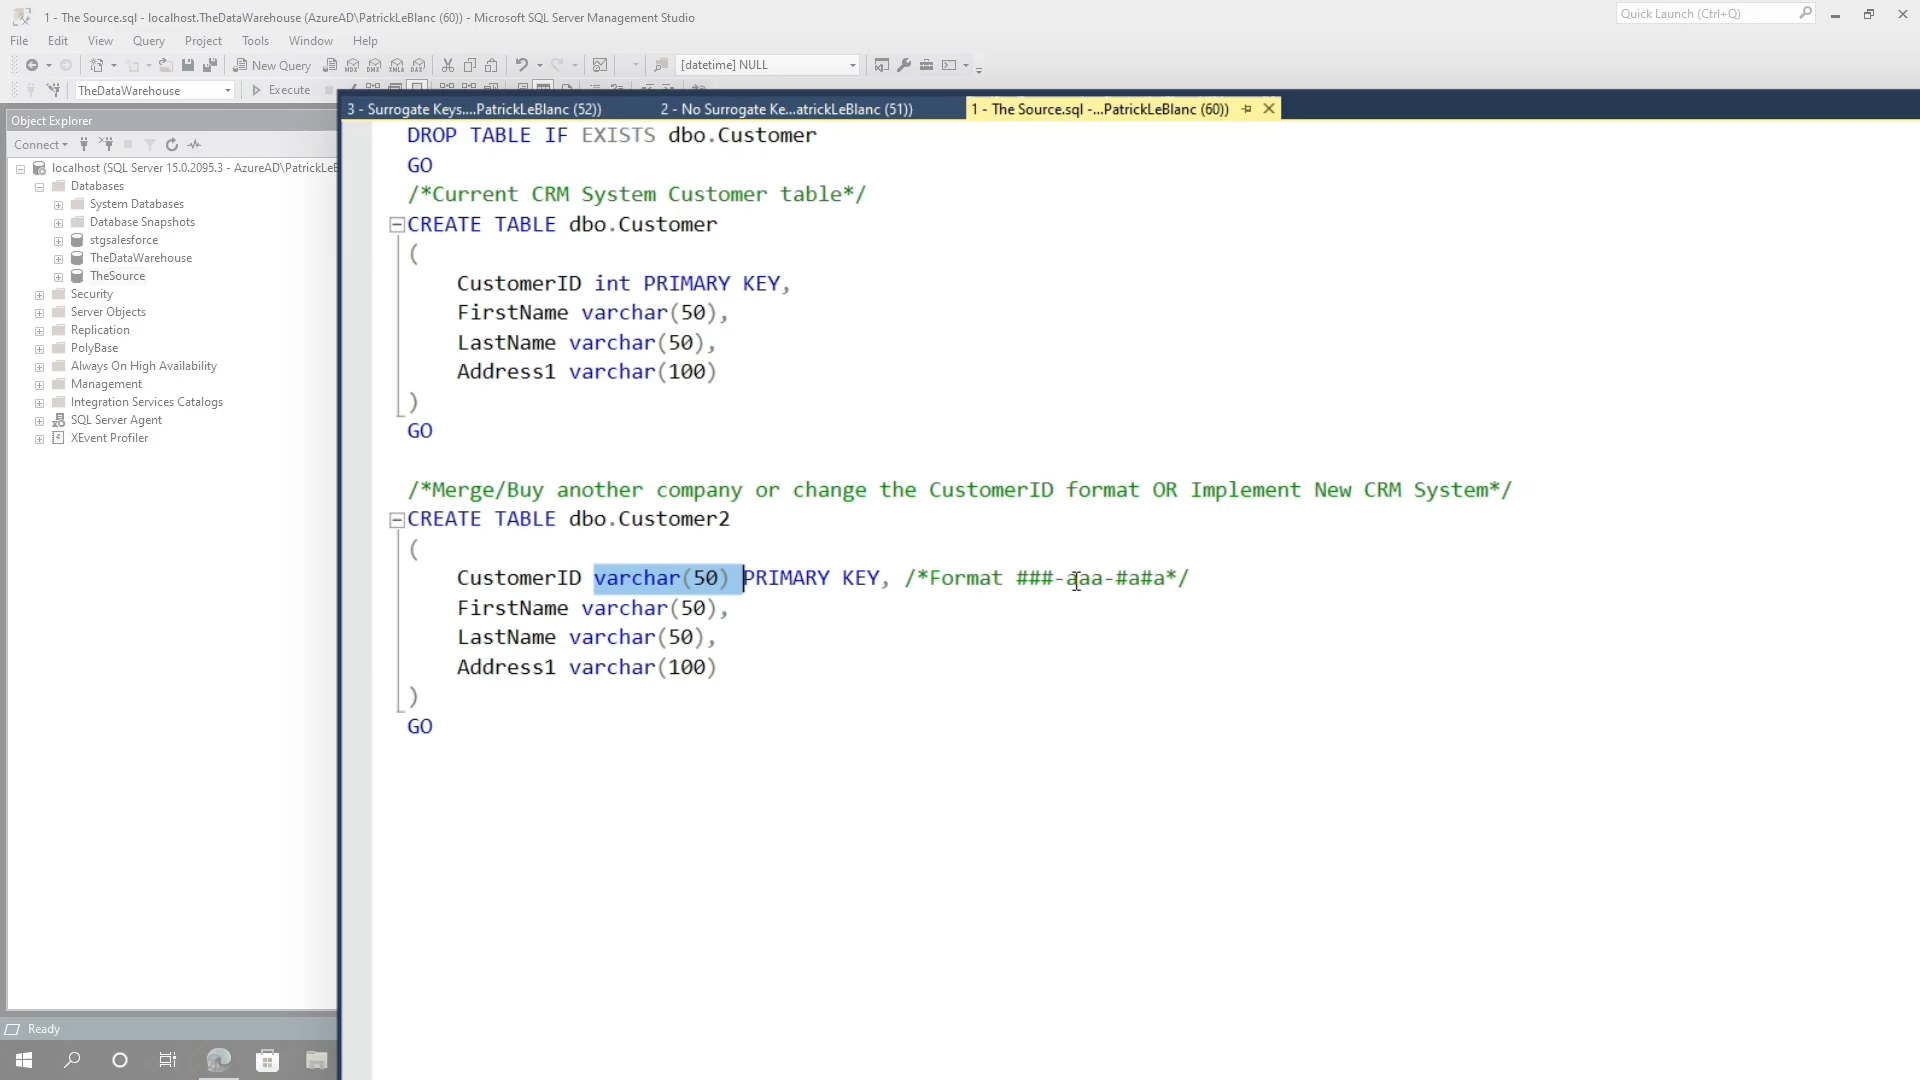 1 - The Source.sql - localhost.TheDataWarehouse (AzureAD\PatrickLeBlanc (60)) - Microsoft SQL Server Management Studio
Quick Launch (Ctrl+Q)
File Edit View Query Project Tools Window Help
New Query
MDX
DMX
XMLA
DAX
[datetime] NULL
TheDataWarehouse
Execute
Object Explorer
Connect
localhost (SQL Server 15.0.2095.3 - AzureAD\PatrickLeB
Databases
System Databases
Database Snapshots
stgsalesforce
TheDataWarehouse
TheSource
Security
Server Objects
Replication
PolyBase
Always On High Availability
Management
Integration Services Catalogs
SQL Server Agent
XEvent Profiler
3 - Surrogate Keys....PatrickLeBlanc (52))
2 - No Surrogate Ke...atrickLeBlanc (51))
1 - The Source.sql -...PatrickLeBlanc (60))
DROP TABLE IF EXISTS dbo.Customer
GO
/*Current CRM System Customer table*/
CREATE TABLE dbo.Customer
(
CustomerID int PRIMARY KEY,
FirstName varchar(50),
LastName varchar(50),
Address1 varchar(100)
)
GO
/*Merge/Buy another company or change the CustomerID format OR Implement New CRM System*/
CREATE TABLE dbo.Customer2
(
CustomerID varchar(50) PRIMARY KEY, /*Format ###-aaa-#a#a*/
FirstName varchar(50),
LastName varchar(50),
Address1 varchar(100)
)
GO
Ready